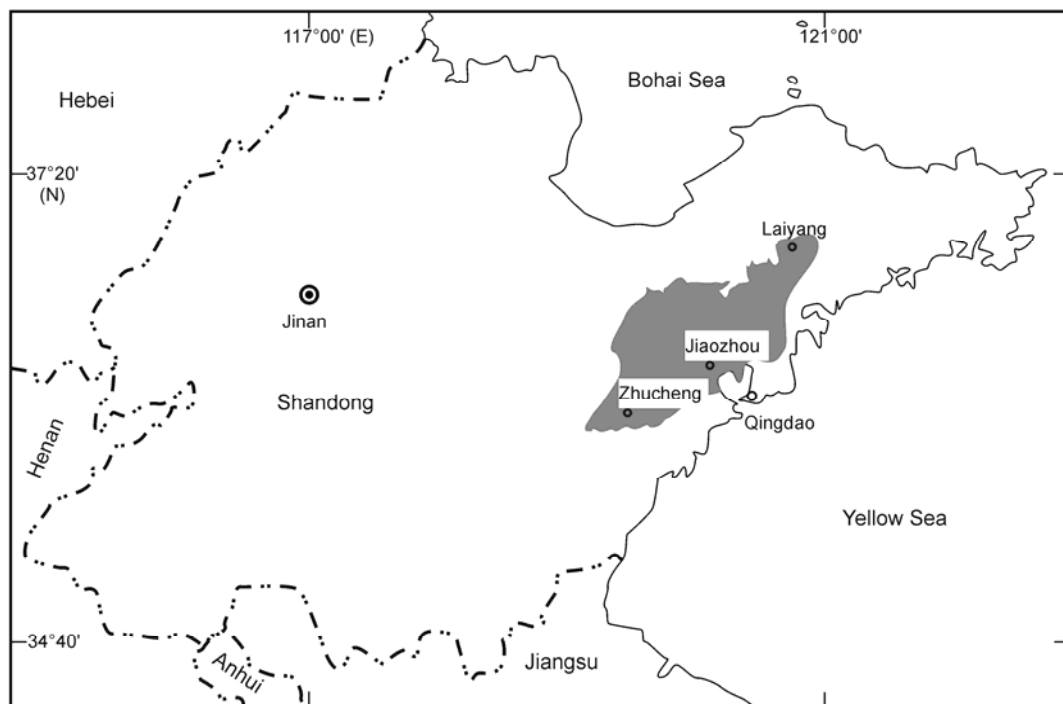 117°00' (E)
121°00'
Bohai Sea
Hebei
37°20'
(N)
Laiyang
Jinan
Jiaozhou
Zhucheng
Shandong
Qingdao
Henan
Yellow Sea
34°40'
Anhui
Jiangsu